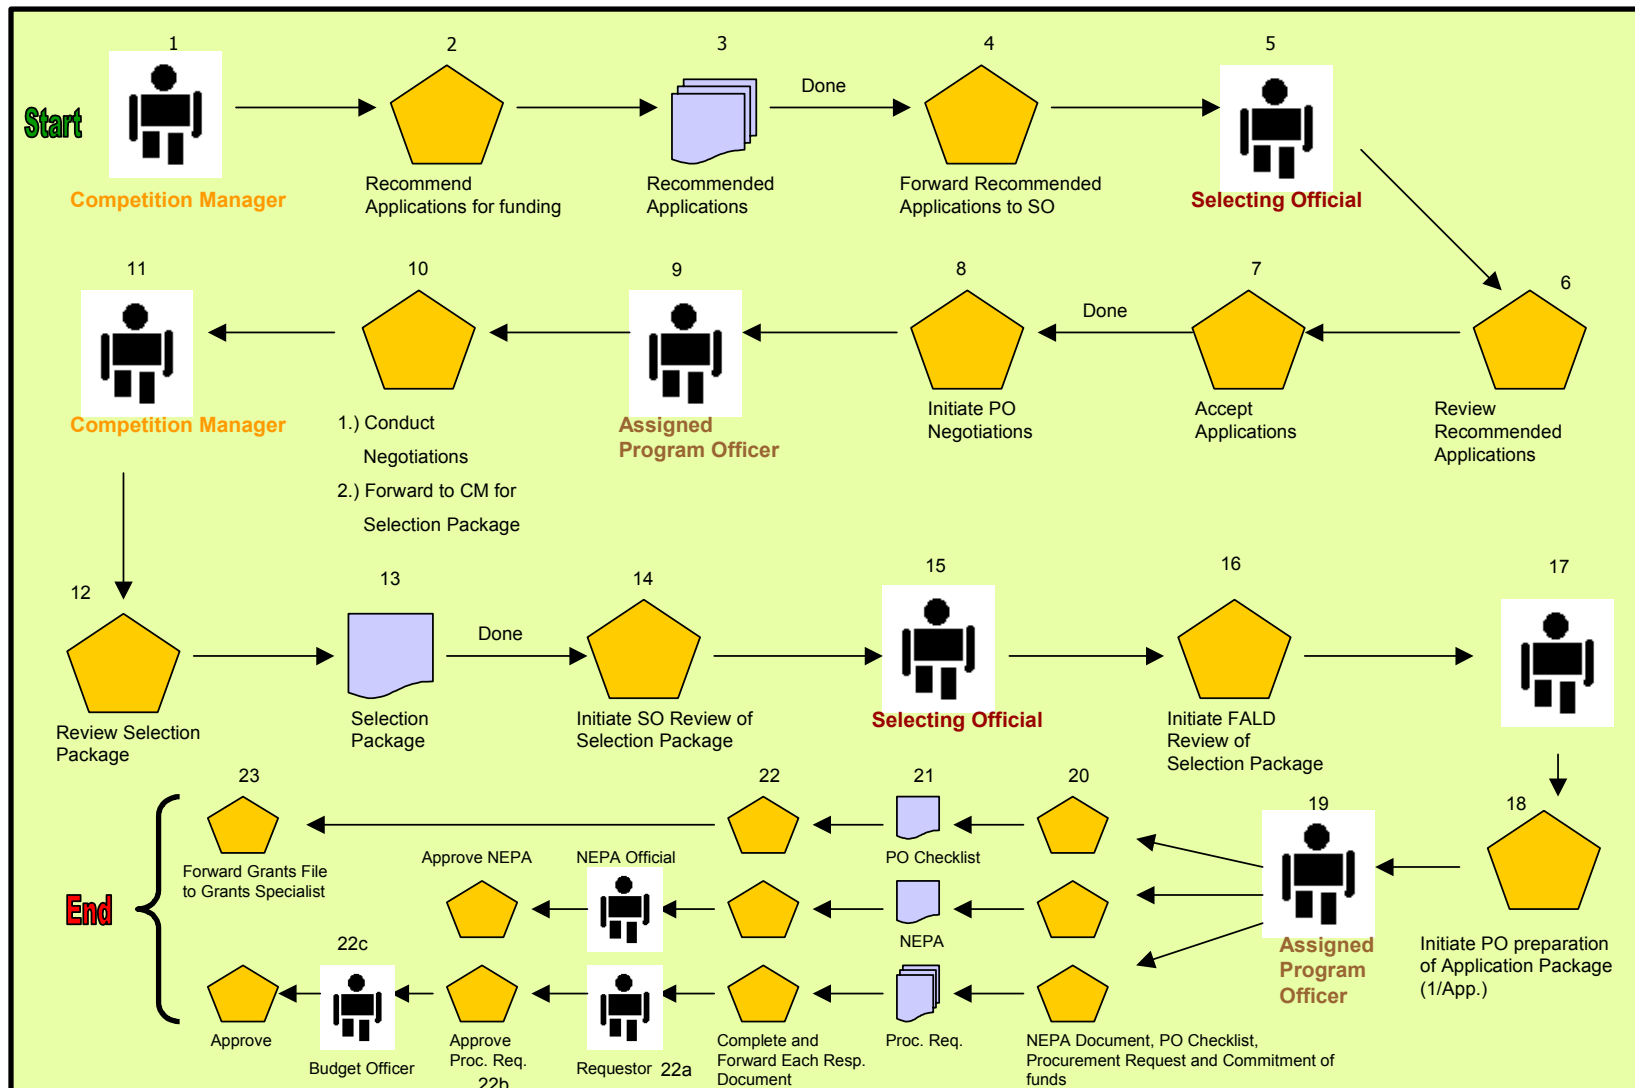 1
2
3
4
5
Start
Done
Competition Manager
Recommend
Applications for funding
Recommended
Applications
Forward Recommended
Applications to SO
Selecting Official
11
10
9
8
7
6
Done
Competition Manager
1.) Conduct
Negotiations
2.) Forward to CM for
Selection Package
Assigned
Program Officer
Initiate PO
Negotiations
Accept
Applications
Review
Recommended
Applications
12
13
14
15
16
17
Done
Review Selection
Package
Selection
Package
Initiate SO Review of
Selection Package
Selecting Official
Initiate FALD
Review of
Selection Package
23
22
21
20
19
18
Forward Grants File
to Grants Specialist
Approve NEPA
NEPA Official
PO Checklist
End
NEPA
Assigned
Program
Officer
Initiate PO preparation
of Application Package
(1/App.)
22c
Approve
Budget Officer
Approve
Proc. Req.
22b
Requestor 22a
Complete and
Forward Each Resp.
Document
Proc. Req.
NEPA Document, PO Checklist,
Procurement Request and Commitment of
funds